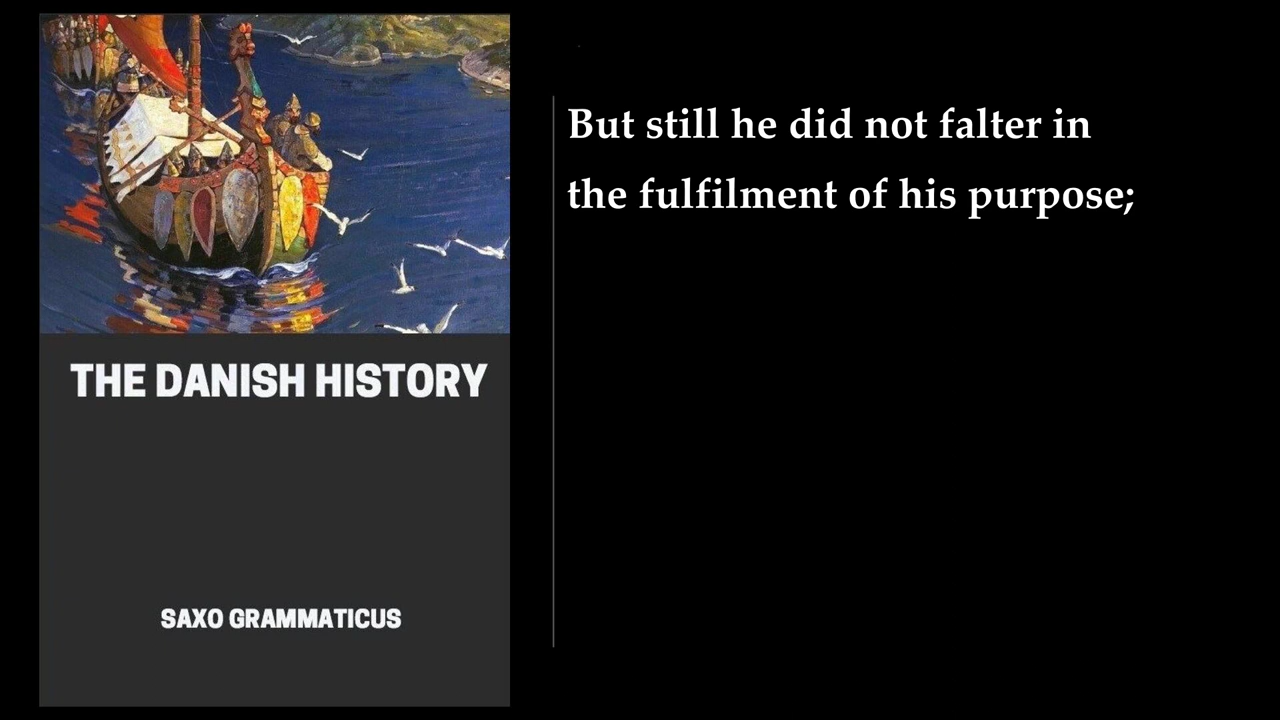 THE DANISH HISTORY
SAXO GRAMMATICUS
But still he did not falter in
the fulfilment of his purpose;